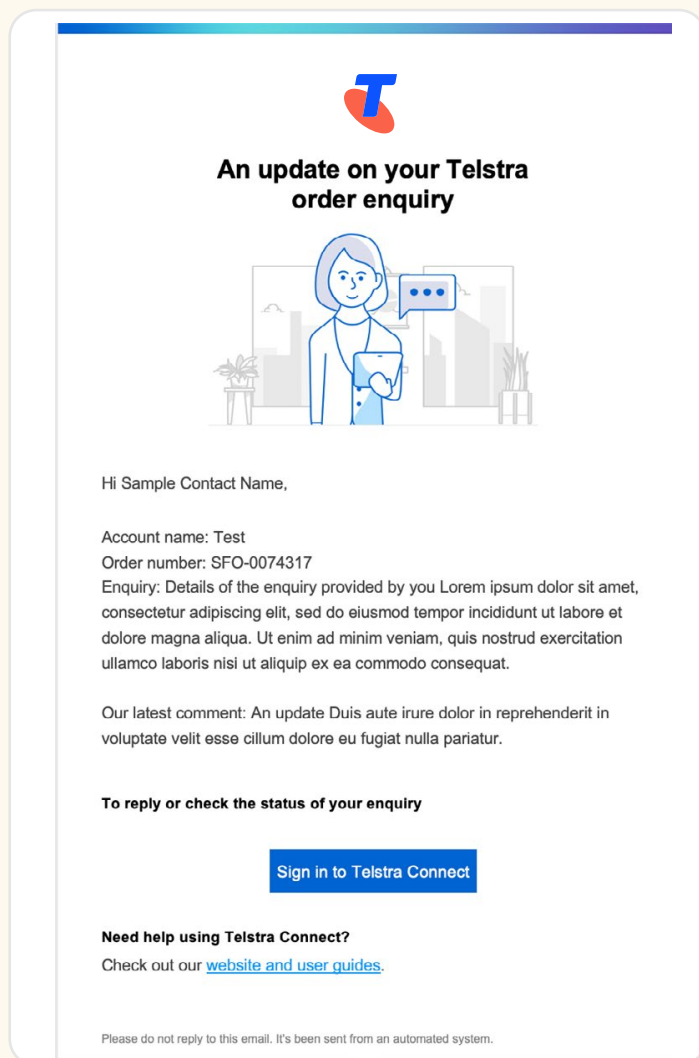 T
An update on your Telstra
order enquiry
Hi Sample Contact Name,
Account name: Test
Order number: SFO-0074317
Enquiry: Details of the enquiry provided by you Lorem ipsum dolor sit amet,
consectetur adipiscing elit, sed do eiusmod tempor incididunt ut labore et
dolore magna aliqua. Ut enim ad minim veniam, quis nostrud exercitation
ullamco laboris nisi ut aliquip ex ea commodo consequat.
Our latest comment: An update Duis aute irure dolor in reprehenderit in
voluptate velit esse cillum dolore eu fugiat nulla pariatur.
To reply or check the status of your enquiry
Sign in to Telstra Connect
Need help using Telstra Connect?
Check out our website and user guides.
Please do not reply to this email. It's been sent from an automated system.